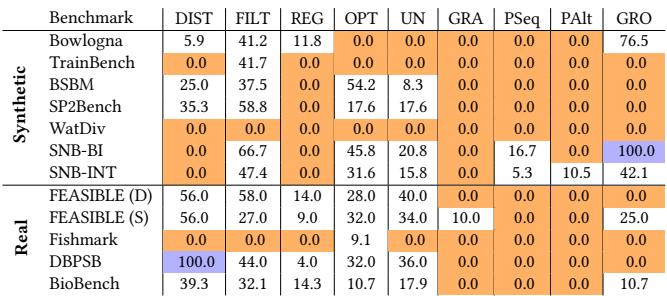 Benchmark DIST FILT REG OPT UN GRA PSeq PAlt GRO
Synthetic
Bowlogna 5.9 41.2 11.8 0.0 0.0 0.0 0.0 0.0 76.5
TrainBench 0.0 41.7 0.0 0.0 0.0 0.0 0.0 0.0 0.0
BSBM 25.0 37.5 0.0 54.2 8.3 0.0 0.0 0.0 0.0
SP2Bench 35.3 58.8 0.0 17.6 17.6 0.0 0.0 0.0 0.0
WatDiv 0.0 0.0 0.0 0.0 0.0 0.0 0.0 0.0 0.0
SNB-BI 0.0 66.7 0.0 45.8 20.8 0.0 16.7 0.0 100.0
SNB-INT 0.0 47.4 0.0 31.6 15.8 0.0 5.3 10.5 42.1
Real
FEASIBLE (D) 56.0 58.0 14.0 28.0 40.0 0.0 0.0 0.0 0.0
FEASIBLE (S) 56.0 27.0 9.0 32.0 34.0 10.0 0.0 0.0 25.0
Fishmark 0.0 0.0 0.0 9.1 0.0 0.0 0.0 0.0 0.0
DBPSB 100.0 44.0 4.0 32.0 36.0 0.0 0.0 0.0 0.0
BioBench 39.3 32.1 14.3 10.7 17.9 0.0 0.0 0.0 10.7